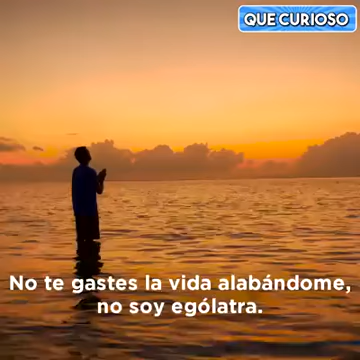 QUE CURIOSO
No te gastes la vida alabándome,
no soy ególatra.